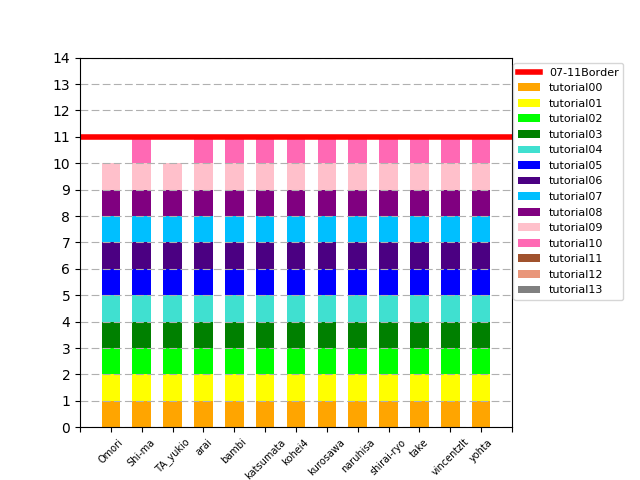 14
13
12
11
10
9
8
7
6
5
4
3
2
1
0
Omori
Shi-ma
TA_yukio
arai
bambi
katsumata
kohei4
kurosawa
naruhisa
shirai-ryo
take
vincentzlt
yohta
07-11Border
tutorial00
tutorial01
tutorial02
tutorial03
tutorial04
tutorial05
tutorial06
tutorial07
tutorial08
tutorial09
tutorial10
tutorial11
tutorial12
tutorial13